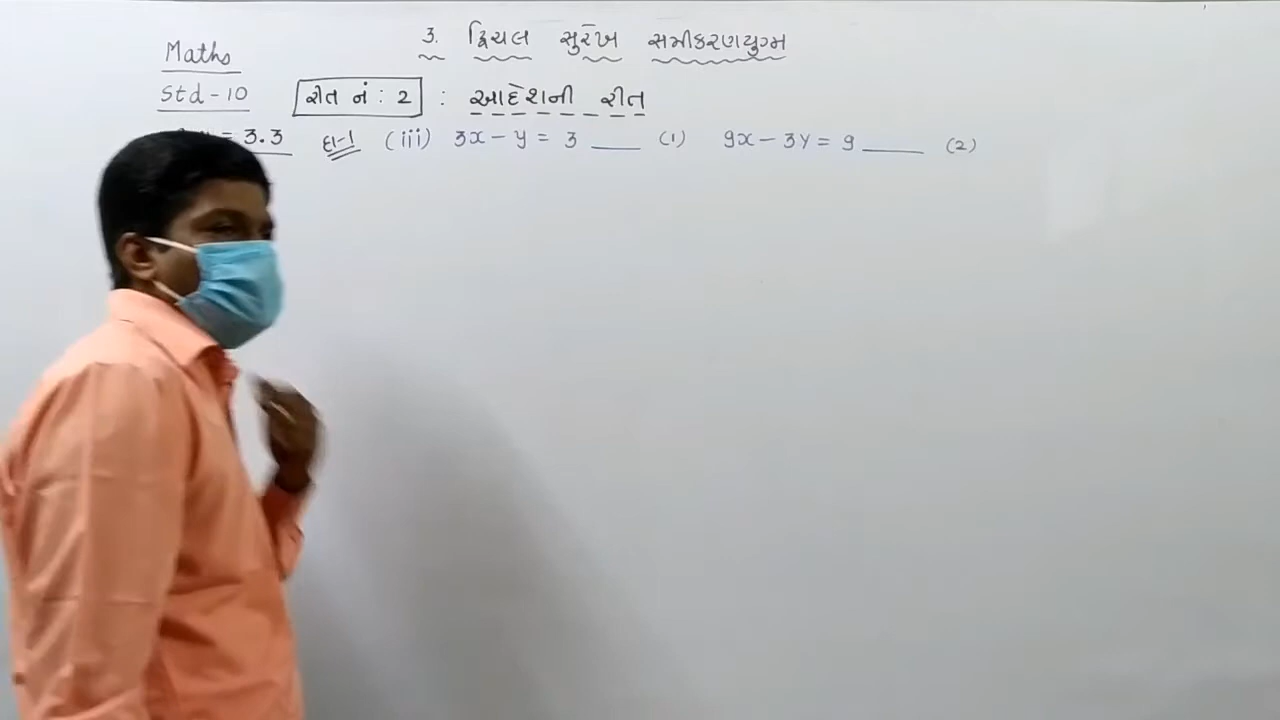 3. દ્વિચલ સુરેખ સમીકરણયુગ્મ
Maths
Std - 10 રીત નં : 2 : આદેશની રીત
= 3.3 દા-1 (iii) 3x - y = 3 ____ (1) 9x - 3y = 9 ____ (2)